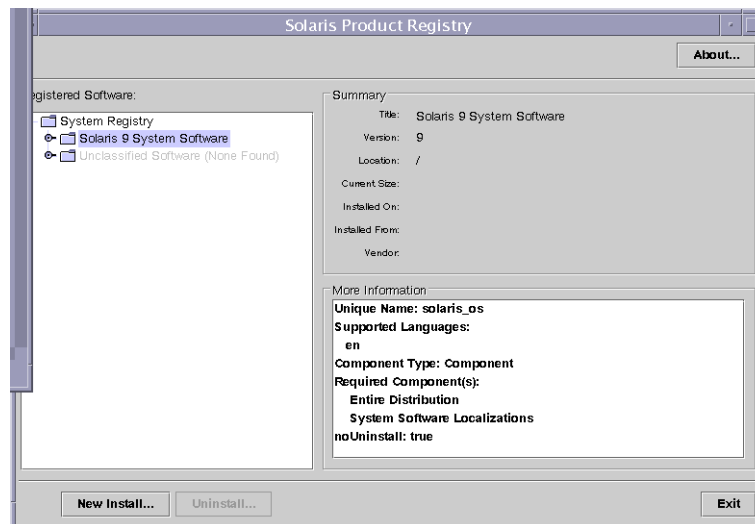 Solaris Product Registry
About...
egistered Software:
System Registry
Solaris 9 System Software
Unclassified Software (None Found)
Summary
Title: Solaris 9 System Software
Version: 9
Location: /
Current Size:
Installed On:
Installed From:
Vendor:
More Information
Unique Name: solaris_os
Supported Languages:
en
Component Type: Component
Required Component(s):
Entire Distribution
System Software Localizations
noUninstall: true
New Install...
Uninstall...
Exit